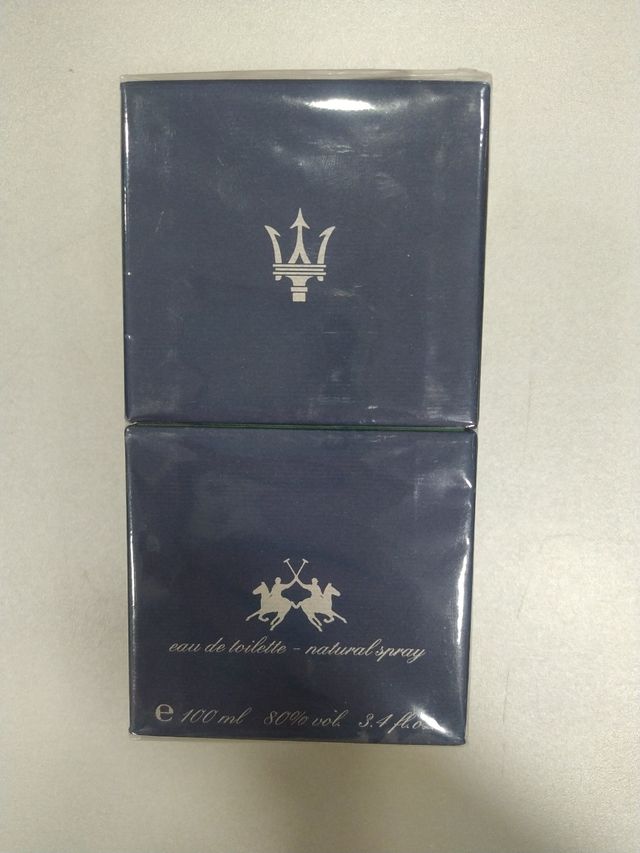 eau de toilette - natural spray
e 100 ml 80% vol. 3.4 fl.oz